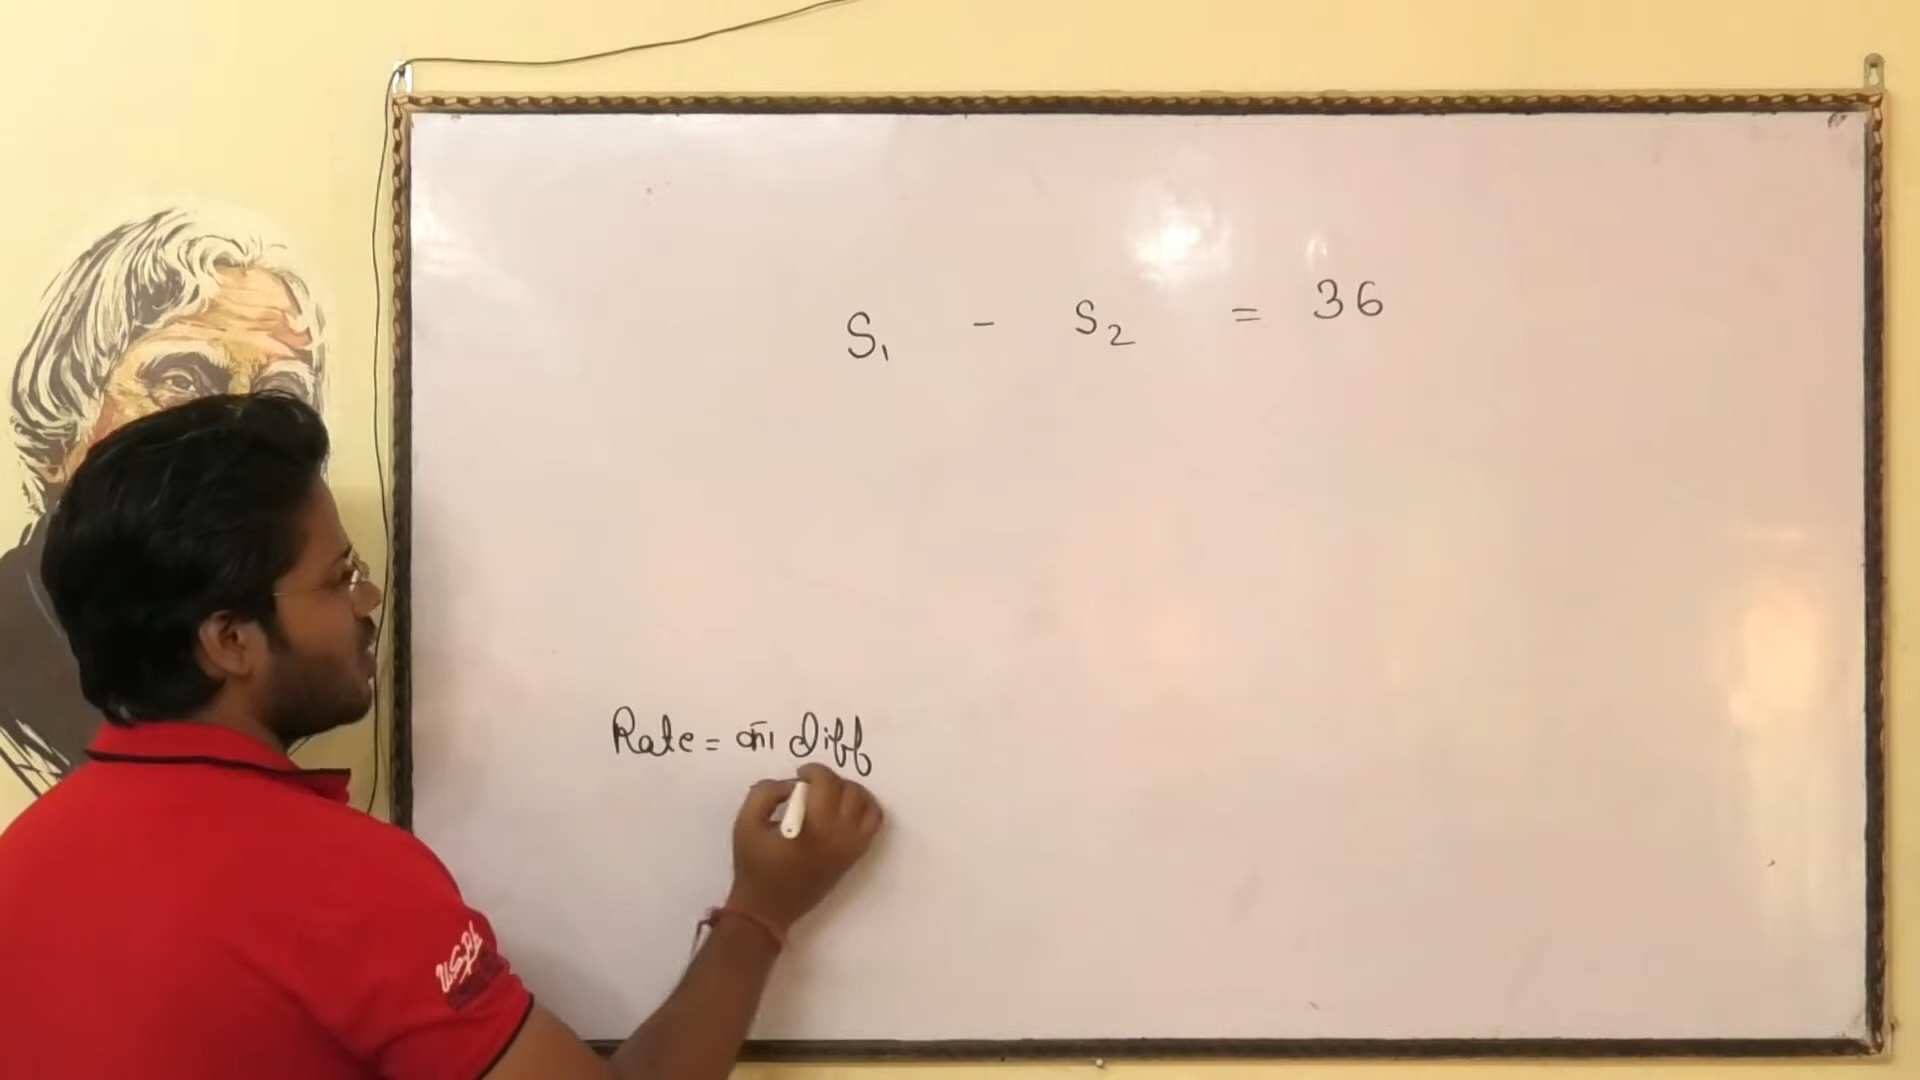 S₁ - S₂ = 36
Rate = का diff